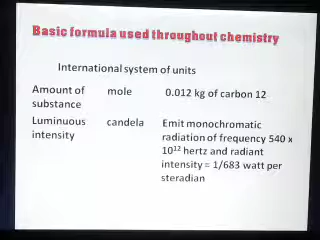 Basic formula used throughout chemistry
International system of units
Amount of substance mole 0.012 kg of carbon 12
Luminous intensity candela Emit monochromatic
radiation of frequency 540 x
10¹² hertz and radiant
intensity = 1/683 watt per
steradian